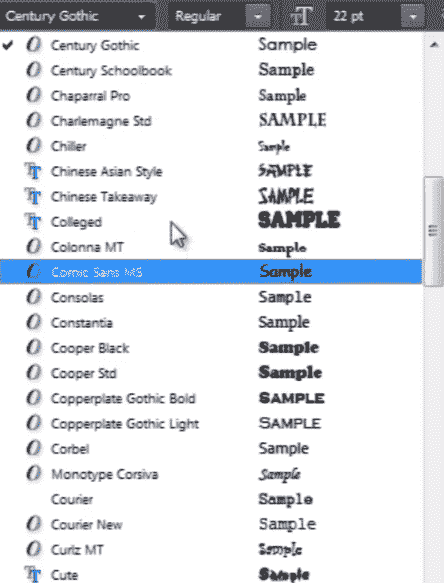 Century Gothic Regular 22 pt
Century Gothic Sample
Century Schoolbook Sample
Chaparral Pro Sample
Charlemagne Std SAMPLE
Chiller Sample
Chinese Asian Style SAMPLE
Chinese Takeaway SAMPLE
Colleged SAMPLE
Colonna MT Sample
Comic Sans MS Sample
Consolas Sample
Constantia Sample
Cooper Black Sample
Cooper Std Sample
Copperplate Gothic Bold SAMPLE
Copperplate Gothic Light SAMPLE
Corbel Sample
Monotype Corsiva Sample
Courier Sample
Courier New Sample
Curlz MT Sample
Cute Sample